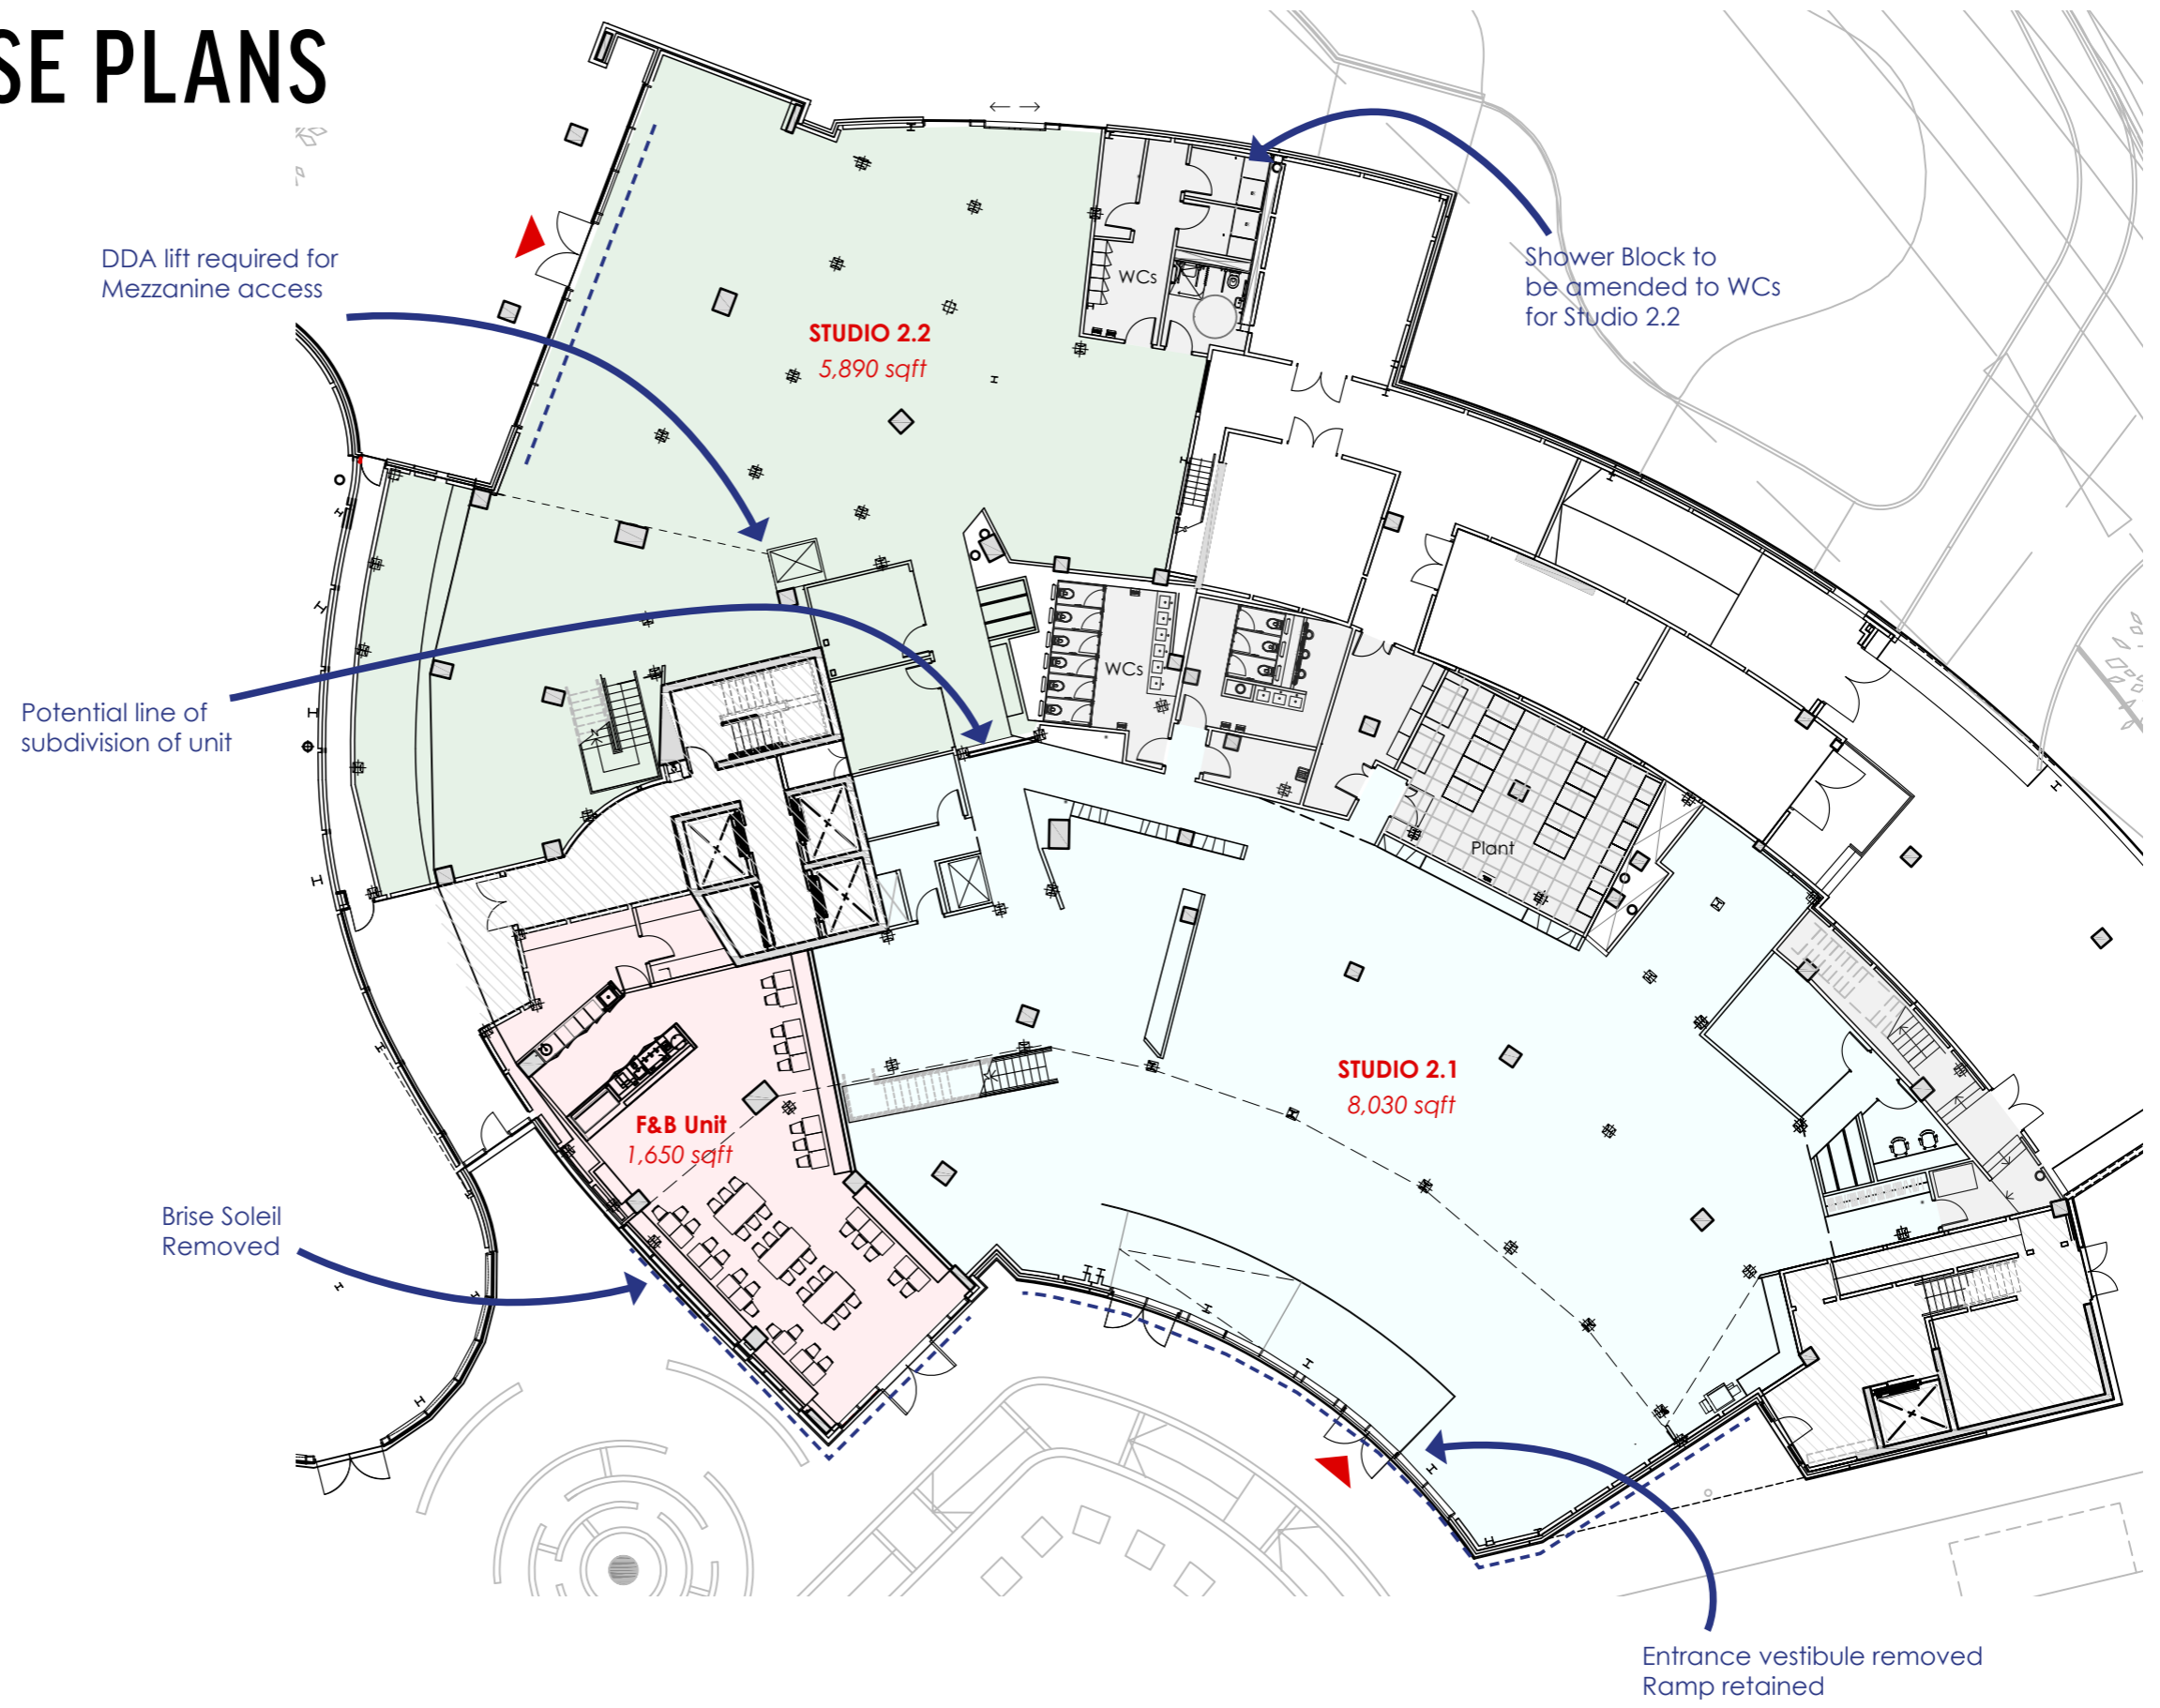 SE PLANS
DDA lift required for
Mezzanine access
Shower Block to
be amended to WCs
for Studio 2.2
WCs
STUDIO 2.2
5,890 sqft
Potential line of
subdivision of unit
WCs
Plant
STUDIO 2.1
8,030 sqft
F&B Unit
1,650 sqft
Brise Soleil
Removed
Entrance vestibule removed
Ramp retained